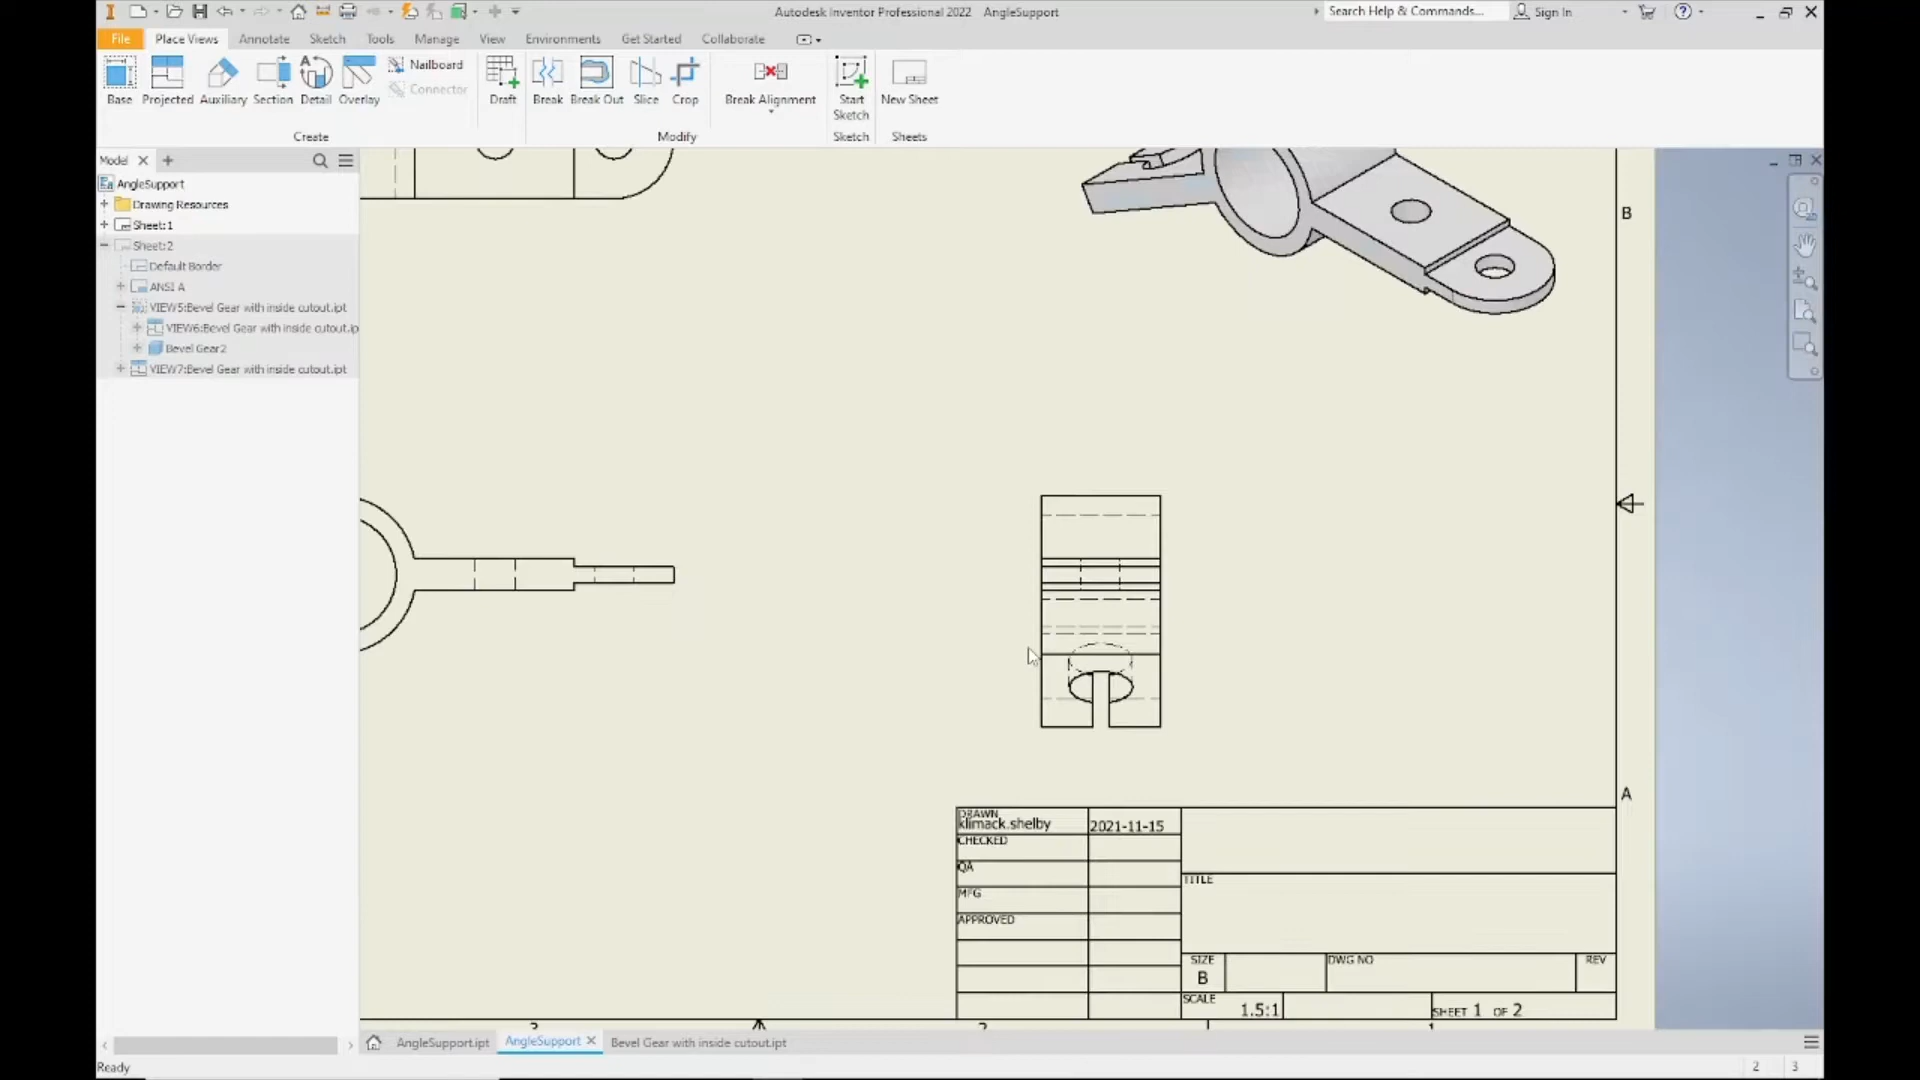 Autodesk Inventor Professional 2022 AngleSupport
Search Help & Commands...
Sign In
File
Place Views
Annotate
Sketch
Tools
Manage
View
Environments
Get Started
Collaborate
Base
Projected
Auxiliary
Section
Detail
Overlay
Nailboard
Connector
Draft
Break
Break Out
Slice
Crop
Break Alignment
Start
Sketch
New Sheet
Create
Modify
Sketch
Sheets
Model
AngleSupport
Drawing Resources
Sheet:1
Sheet:2
Default Border
ANSI A
VIEW5:Bevel Gear with inside cutout.ipt
VIEW6:Bevel Gear with inside cutout.ip
Bevel Gear2
VIEW7:Bevel Gear with inside cutout.ipt
B
A
DRAWN
klimack.shelby
2021-11-15
CHECKED
QA
MFG
APPROVED
TITLE
SIZE
B
DWG NO
REV
SCALE
1.5:1
SHEET 1 OF 2
AngleSupport.ipt
AngleSupport
Bevel Gear with inside cutout.ipt
Ready
2
3